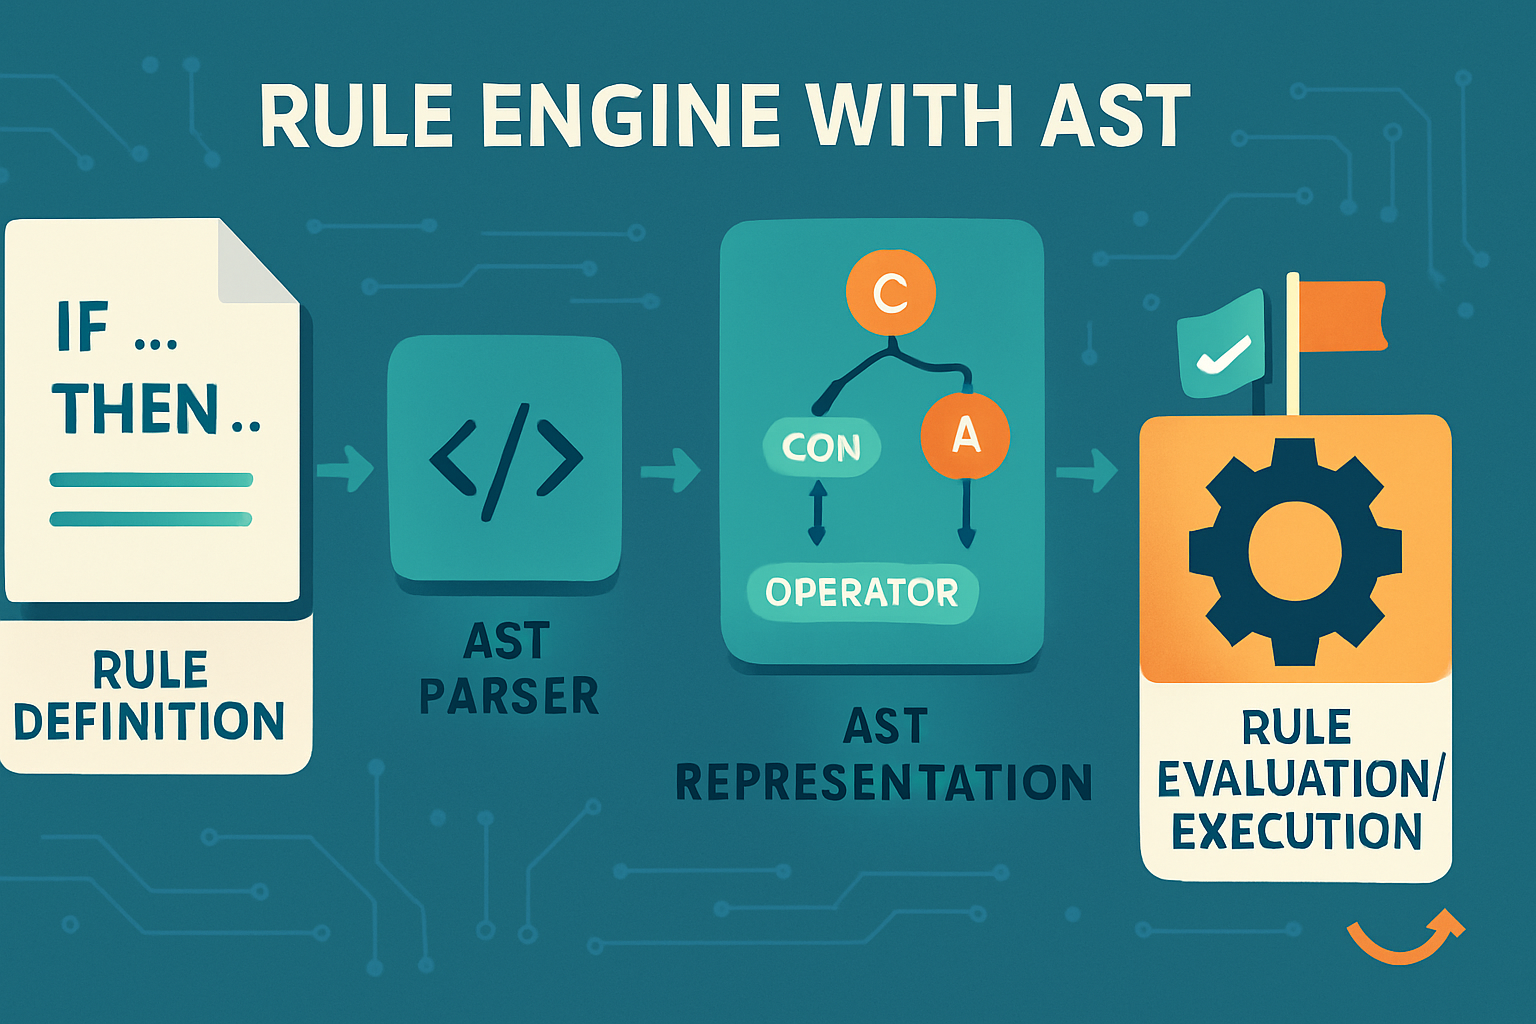 RULE ENGINE WITH AST
IF ...
THEN ..
RULE
DEFINITION
</>
AST
PARSER
C
CON
A
OPERATOR
AST
REPRESENTATION
RULE
EVALUATION/
EXECUTION